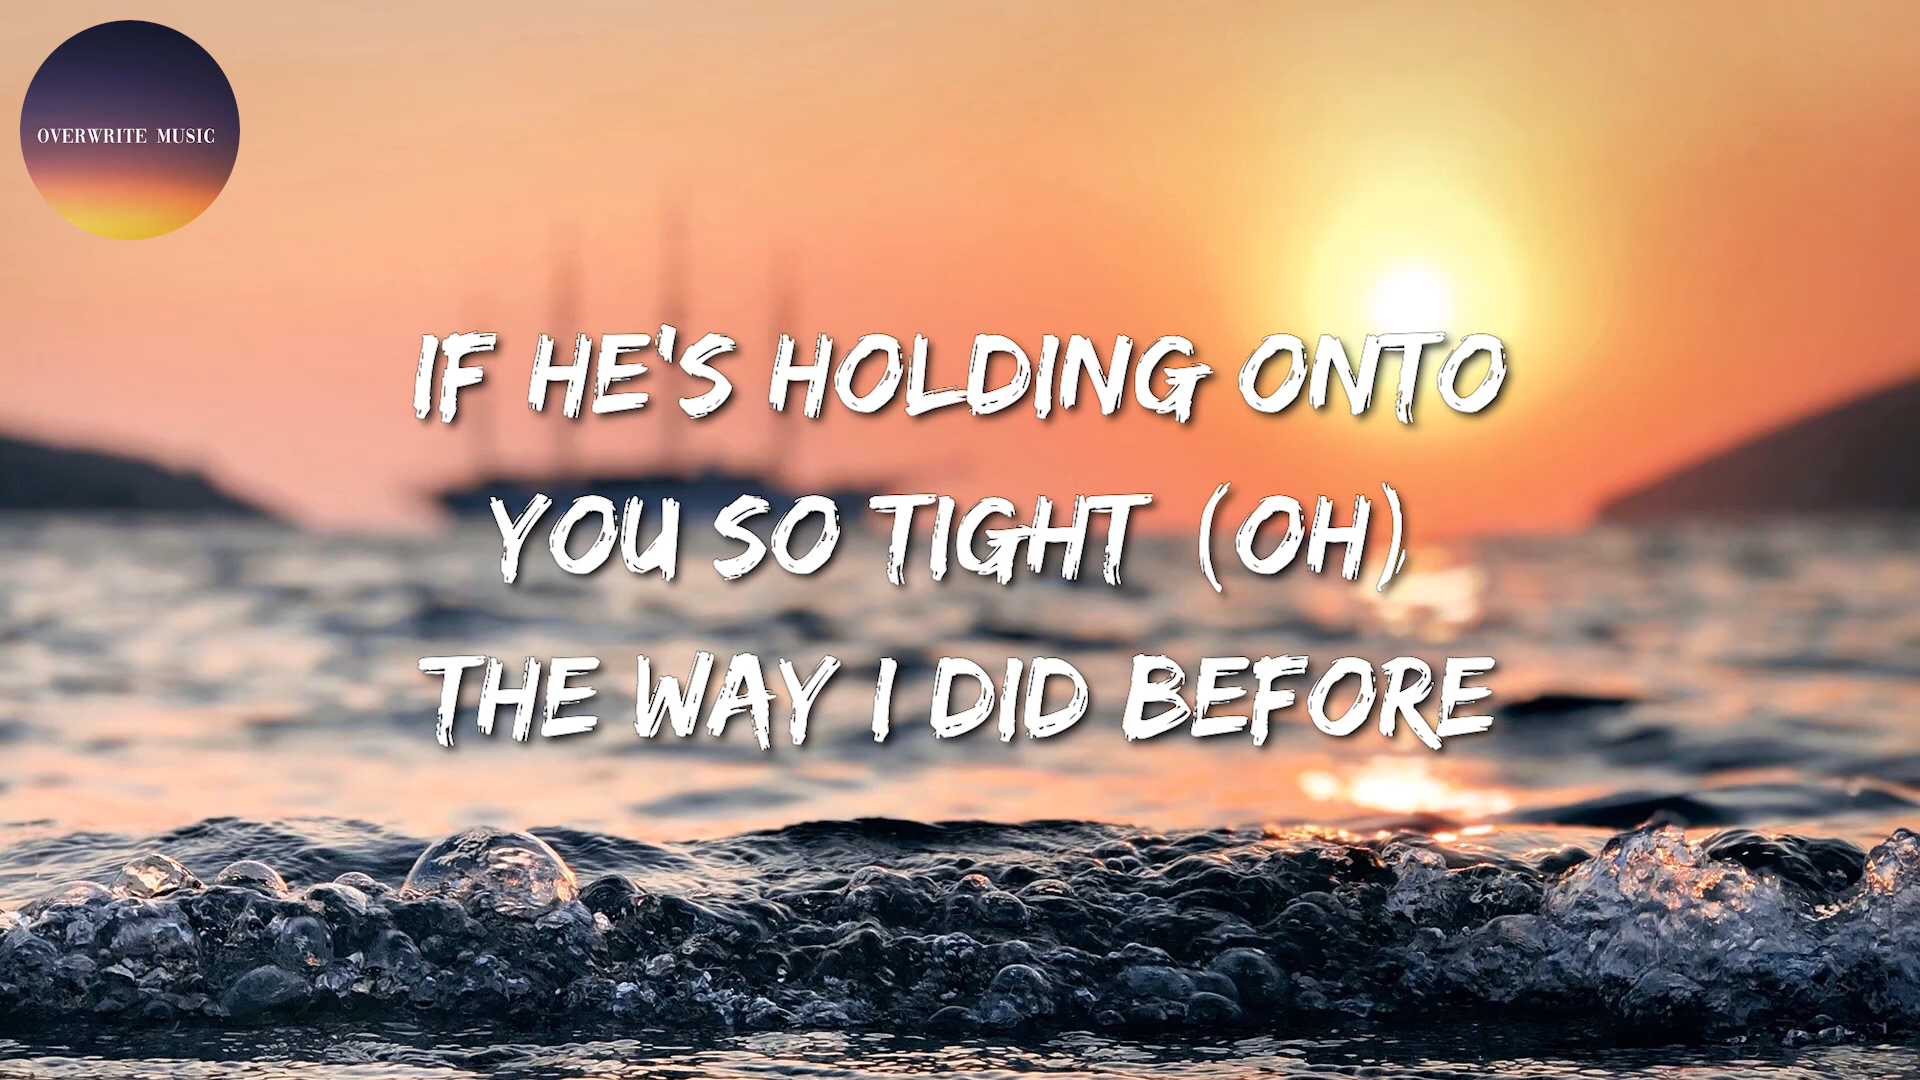 OVERWRITE MUSIC
IF HE'S HOLDING ONTO
YOU SO TIGHT (OH)
THE WAY I DID BEFORE